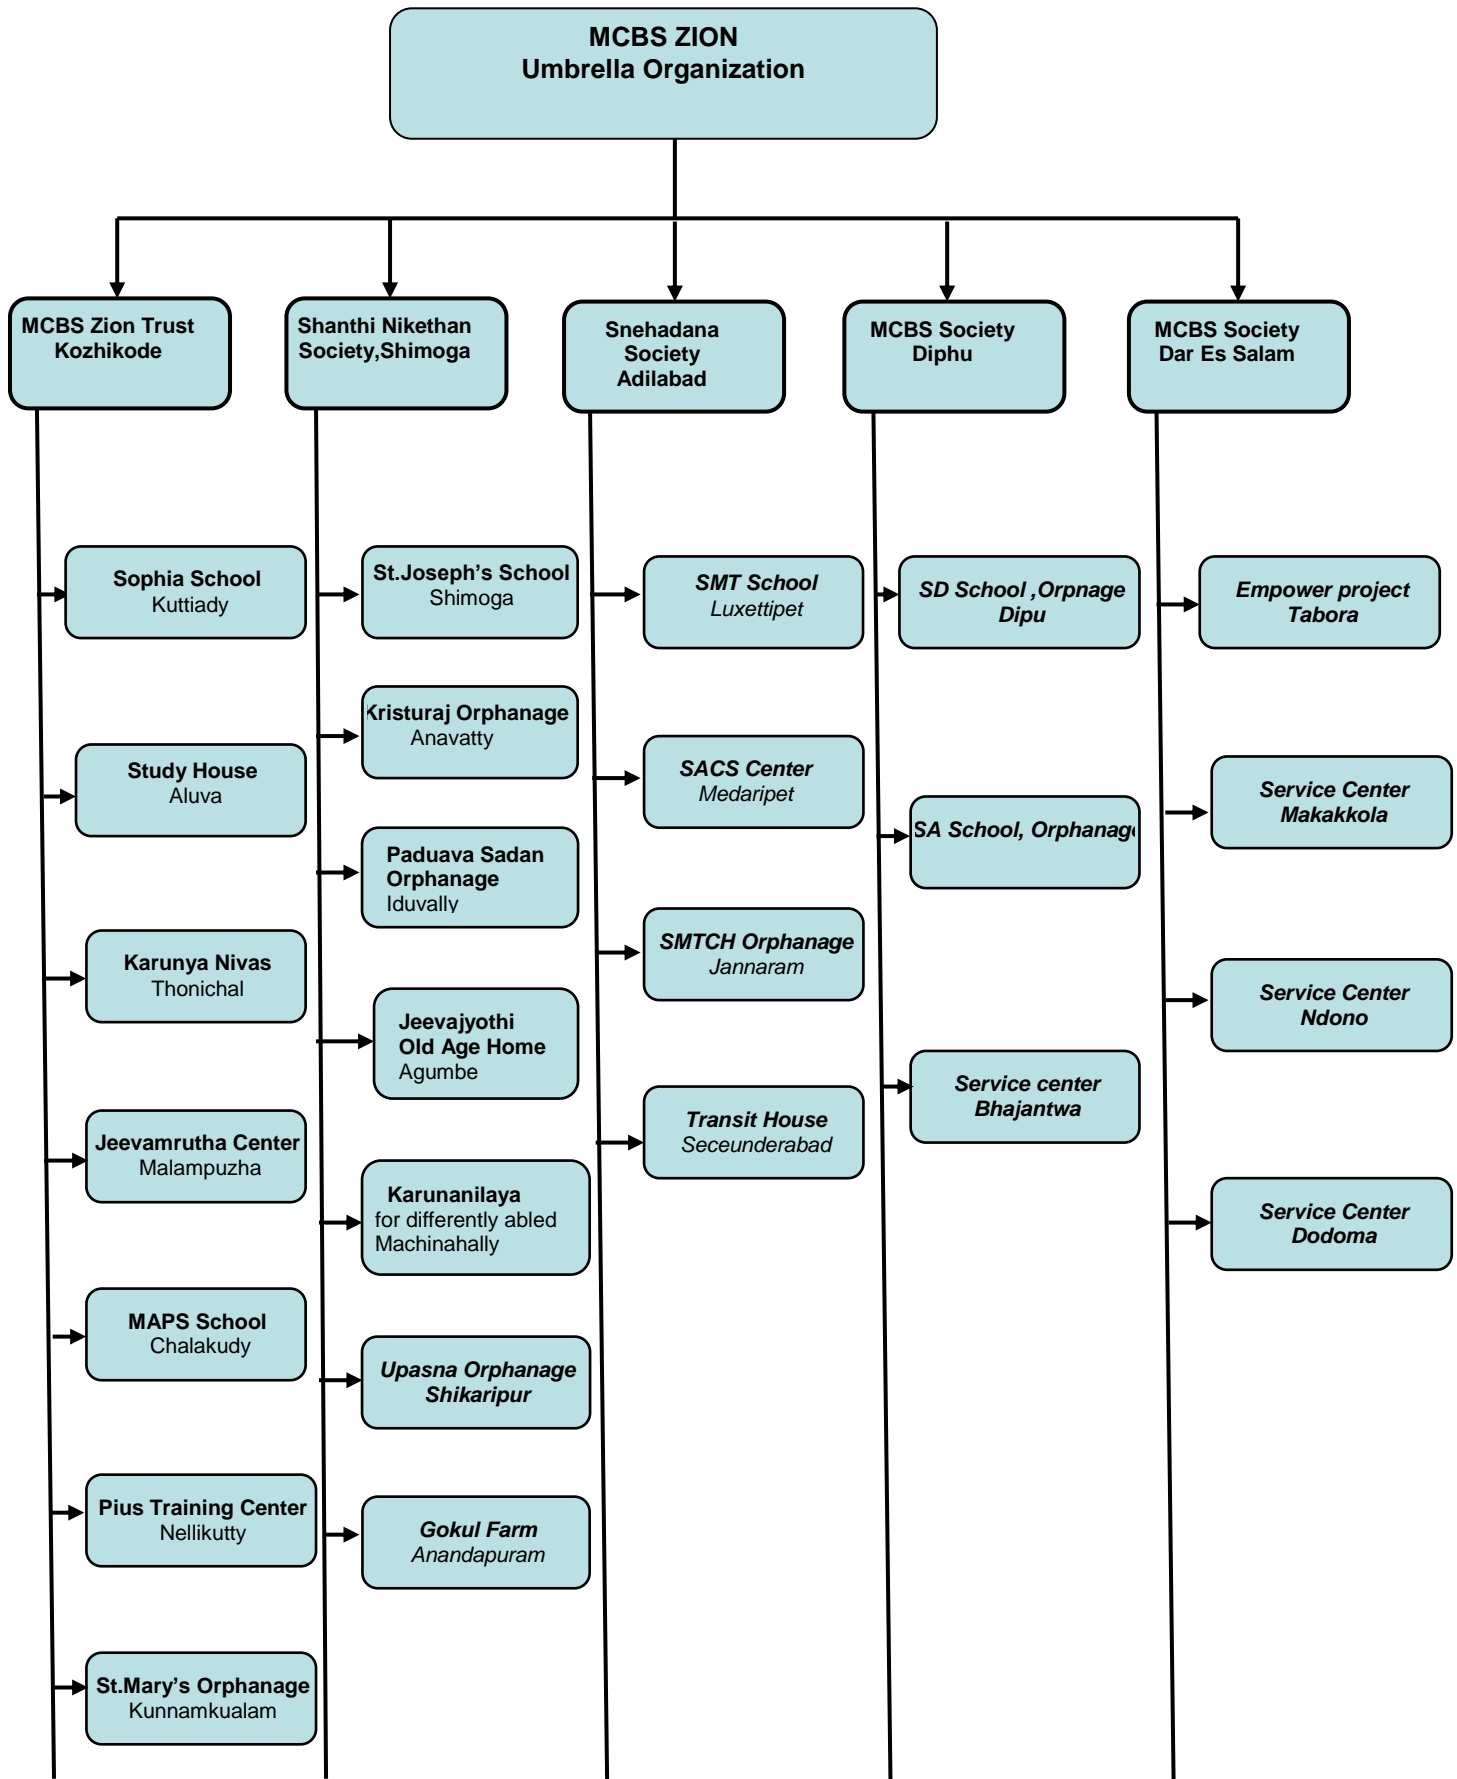 MCBS ZION
Umbrella Organization
MCBS Zion Trust
Kozhikode
Shanthi Nikethan
Society,Shimoga
Snehadana
Society
Adilabad
MCBS Society
Diphu
MCBS Society
Dar Es Salam
Sophia School
Kuttiady
Study House
Aluva
Karunya Nivas
Thonichal
Jeevamrutha Center
Malampuzha
MAPS School
Chalakudy
Pius Training Center
Nellikutty
St.Mary's Orphanage
Kunnamkualam
St.Joseph's School
Shimoga
Kristuraj Orphanage
Anavatty
Paduava Sadan
Orphanage
Iduvally
Jeevajyothi
Old Age Home
Agumbe
Karunanilaya
for differently abled
Machinahally
Upasna Orphanage
Shikaripur
Gokul Farm
Anandapuram
SMT School
Luxettipet
SACS Center
Medaripet
SMTCH Orphanage
Jannaram
Transit House
Seceunderabad
SD School ,Orpnage
Dipu
SA School, Orphanage
Service center
Bhajantwa
Empower project
Tabora
Service Center
Makakkola
Service Center
Ndono
Service Center
Dodoma